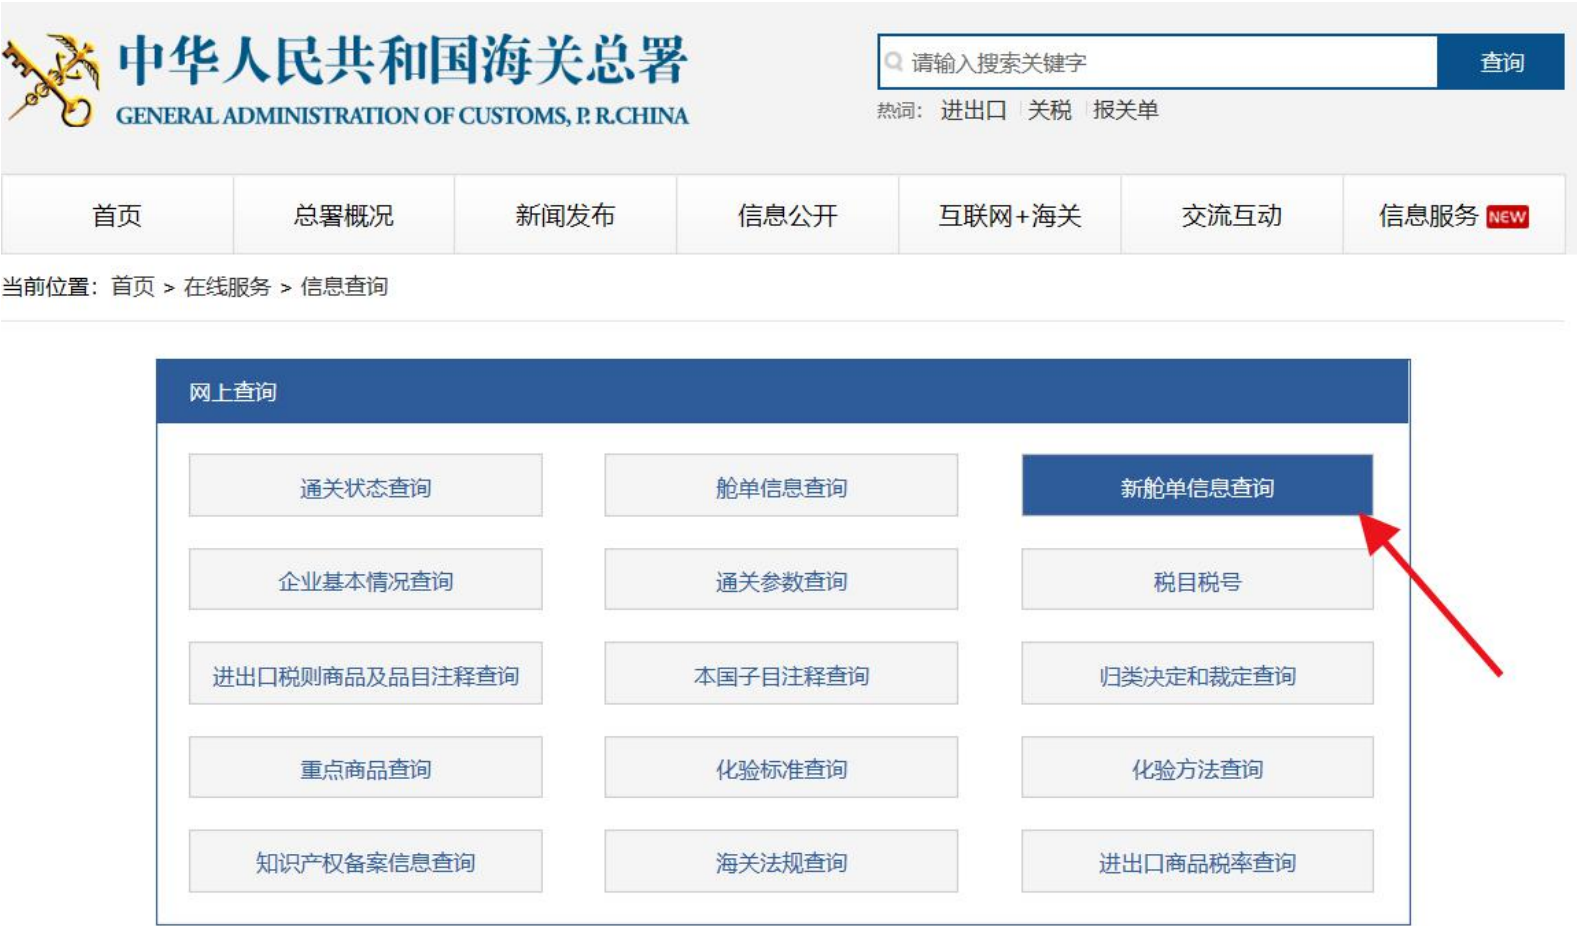 中华人民共和国海关总署
GENERAL ADMINISTRATION OF CUSTOMS, P. R.CHINA
请输入搜索关键字
查询
热词： 进出口 关税 报关单
首页 总署概况 新闻发布 信息公开 互联网+海关 交流互动 信息服务 NEW
当前位置：首页 > 在线服务 > 信息查询
网上查询
通关状态查询 舱单信息查询 新舱单信息查询
企业基本情况查询 通关参数查询 税目税号
进出口税则商品及品目注释查询 本国子目注释查询 归类决定和裁定查询
重点商品查询 化验标准查询 化验方法查询
知识产权备案信息查询 海关法规查询 进出口商品税率查询